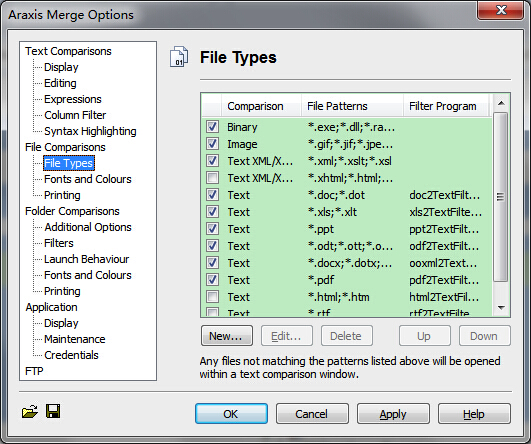 Araxis Merge Options
Text Comparisons
Display
Editing
Expressions
Column Filter
Syntax Highlighting
File Comparisons
File Types
Fonts and Colours
Printing
Folder Comparisons
Additional Options
Filters
Launch Behaviour
Fonts and Colours
Printing
Application
Display
Maintenance
Credentials
FTP
01
File Types
Comparison File Patterns Filter Program
Binary *.exe;*.dll;*.ra...
Image *.gif;*.jif;*.jpe...
Text XML/X... *.xml;*.xslt;*.xsl
Text XML/X... *.xhtml;*.html;...
Text *.doc;*.dot doc2TextFilte...
Text *.xls;*.xlt xls2TextFilte...
Text *.ppt ppt2TextFilt...
Text *.odt;*.ott;*.o... odf2TextFilt...
Text *.docx;*.dotx;... ooxml2TextF...
Text *.pdf pdf2TextFilt...
Text *.html;*.htm html2TextFil...
Text *.rtf rtf2TextFilte...
New... Edit... Delete Up Down
Any files not matching the patterns listed above will be opened
within a text comparison window.
OK Cancel Apply Help